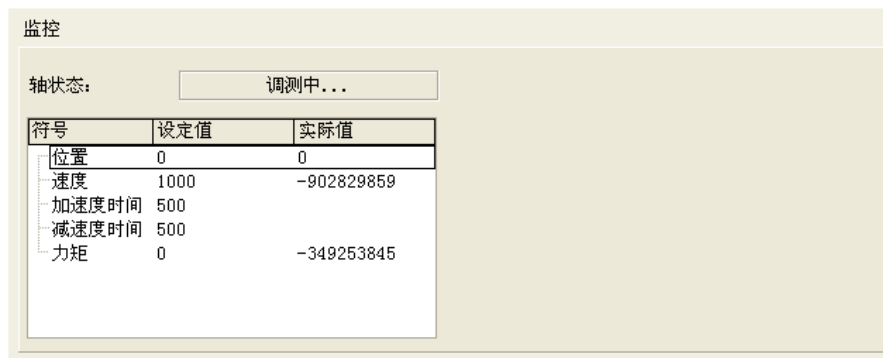 监控
轴状态： 调测中...
符号 设定值 实际值
位置 0 0
速度 1000 -902829859
加速度时间 500
减速度时间 500
力矩 0 -349253845